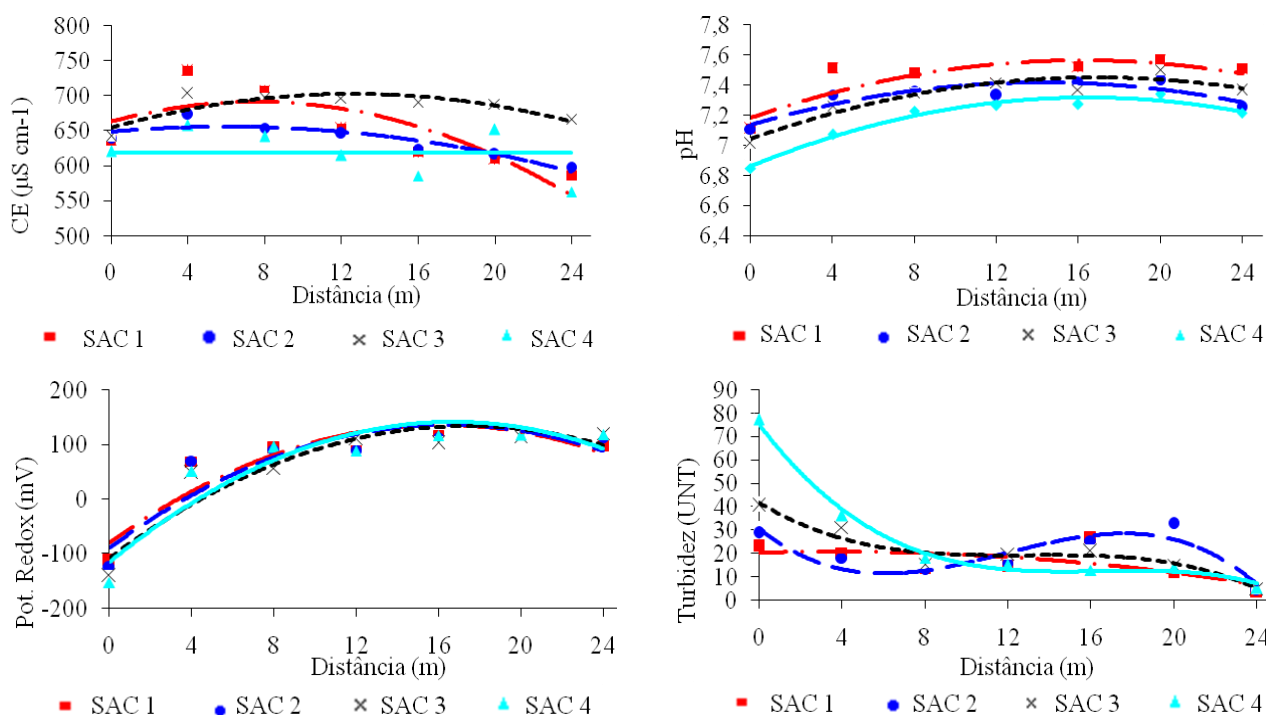 CE (µS cm-1)
800
750
700
650
600
550
500
0 4 8 12 16 20 24
Distância (m)
SAC 1 SAC 2 SAC 3 SAC 4
pH
7,8
7,6
7,4
7,2
7
6,8
6,6
6,4
0 4 8 12 16 20 24
Distância (m)
SAC 1 SAC 2 SAC 3 SAC 4
Pot. Redox (mV)
200
100
0
-100
-200
0 4 8 12 16 20 24
Distância (m)
SAC 1 SAC 2 SAC 3 SAC 4
Turbidez (UNT)
90
80
70
60
50
40
30
20
10
0
0 4 8 12 16 20 24
Distância (m)
SAC 1 SAC 2 SAC 3 SAC 4